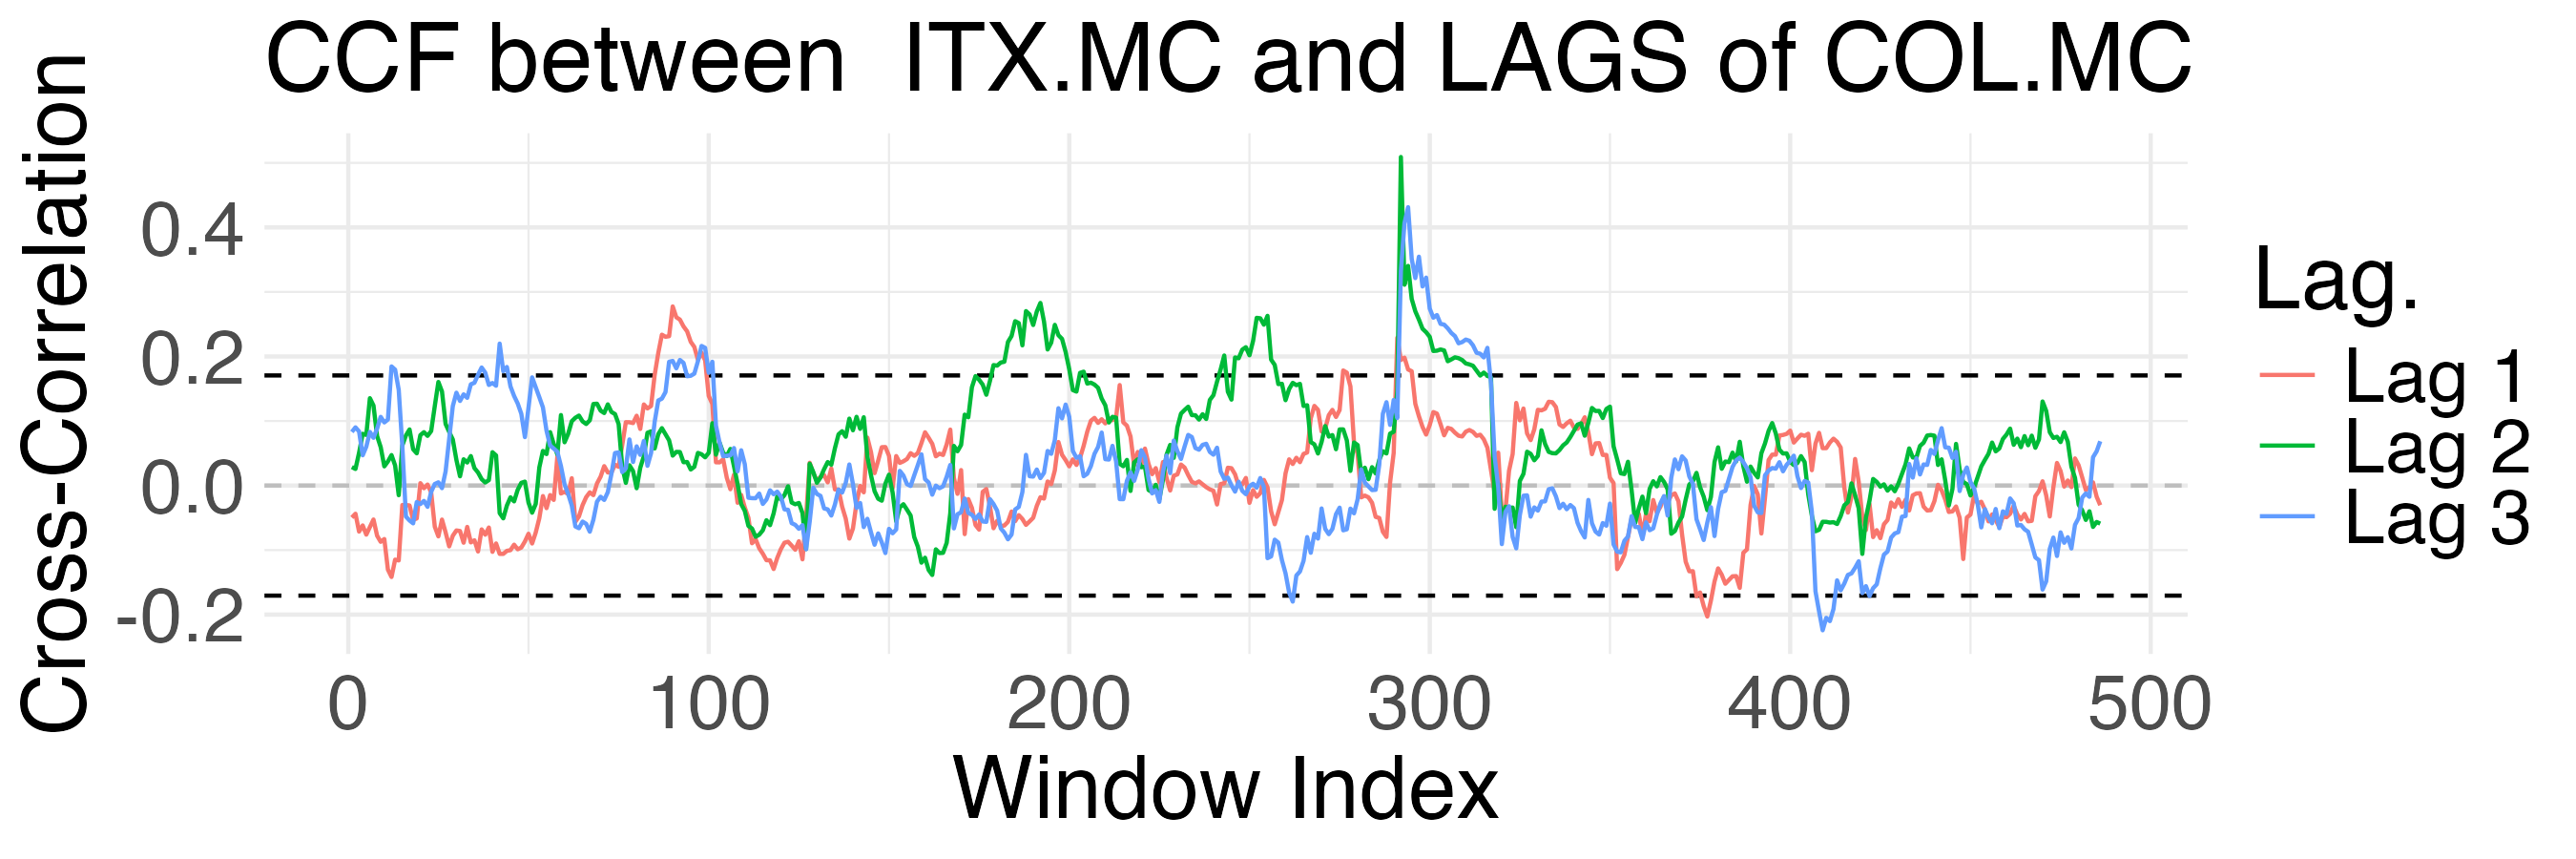 CCF between  ITX.MC and LAGS of COL.MC
Cross-Correlation
0.4
0.2
0.0
-0.2
0
100
200
300
400
500
Window Index
Lag.
Lag 1
Lag 2
Lag 3